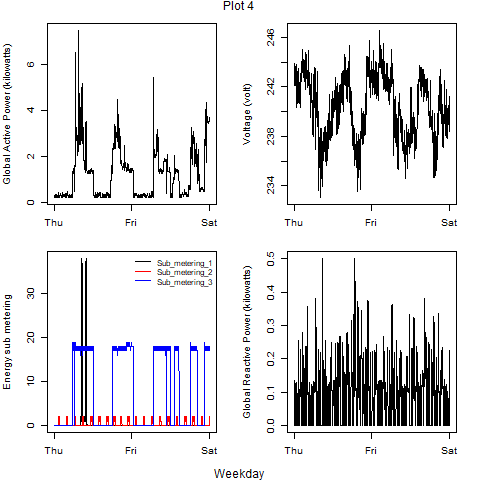 Plot 4
Global Active Power (kilowatts)
6
4
2
0
Thu Fri Sat
Voltage (volt)
246
242
238
234
Thu Fri Sat
Energy sub metering
30
20
10
0
Sub_metering_1
Sub_metering_2
Sub_metering_3
Thu Fri Sat
Global Reactive Power (kilowatts)
0.5
0.4
0.3
0.2
0.1
0.0
Thu Fri Sat
Weekday